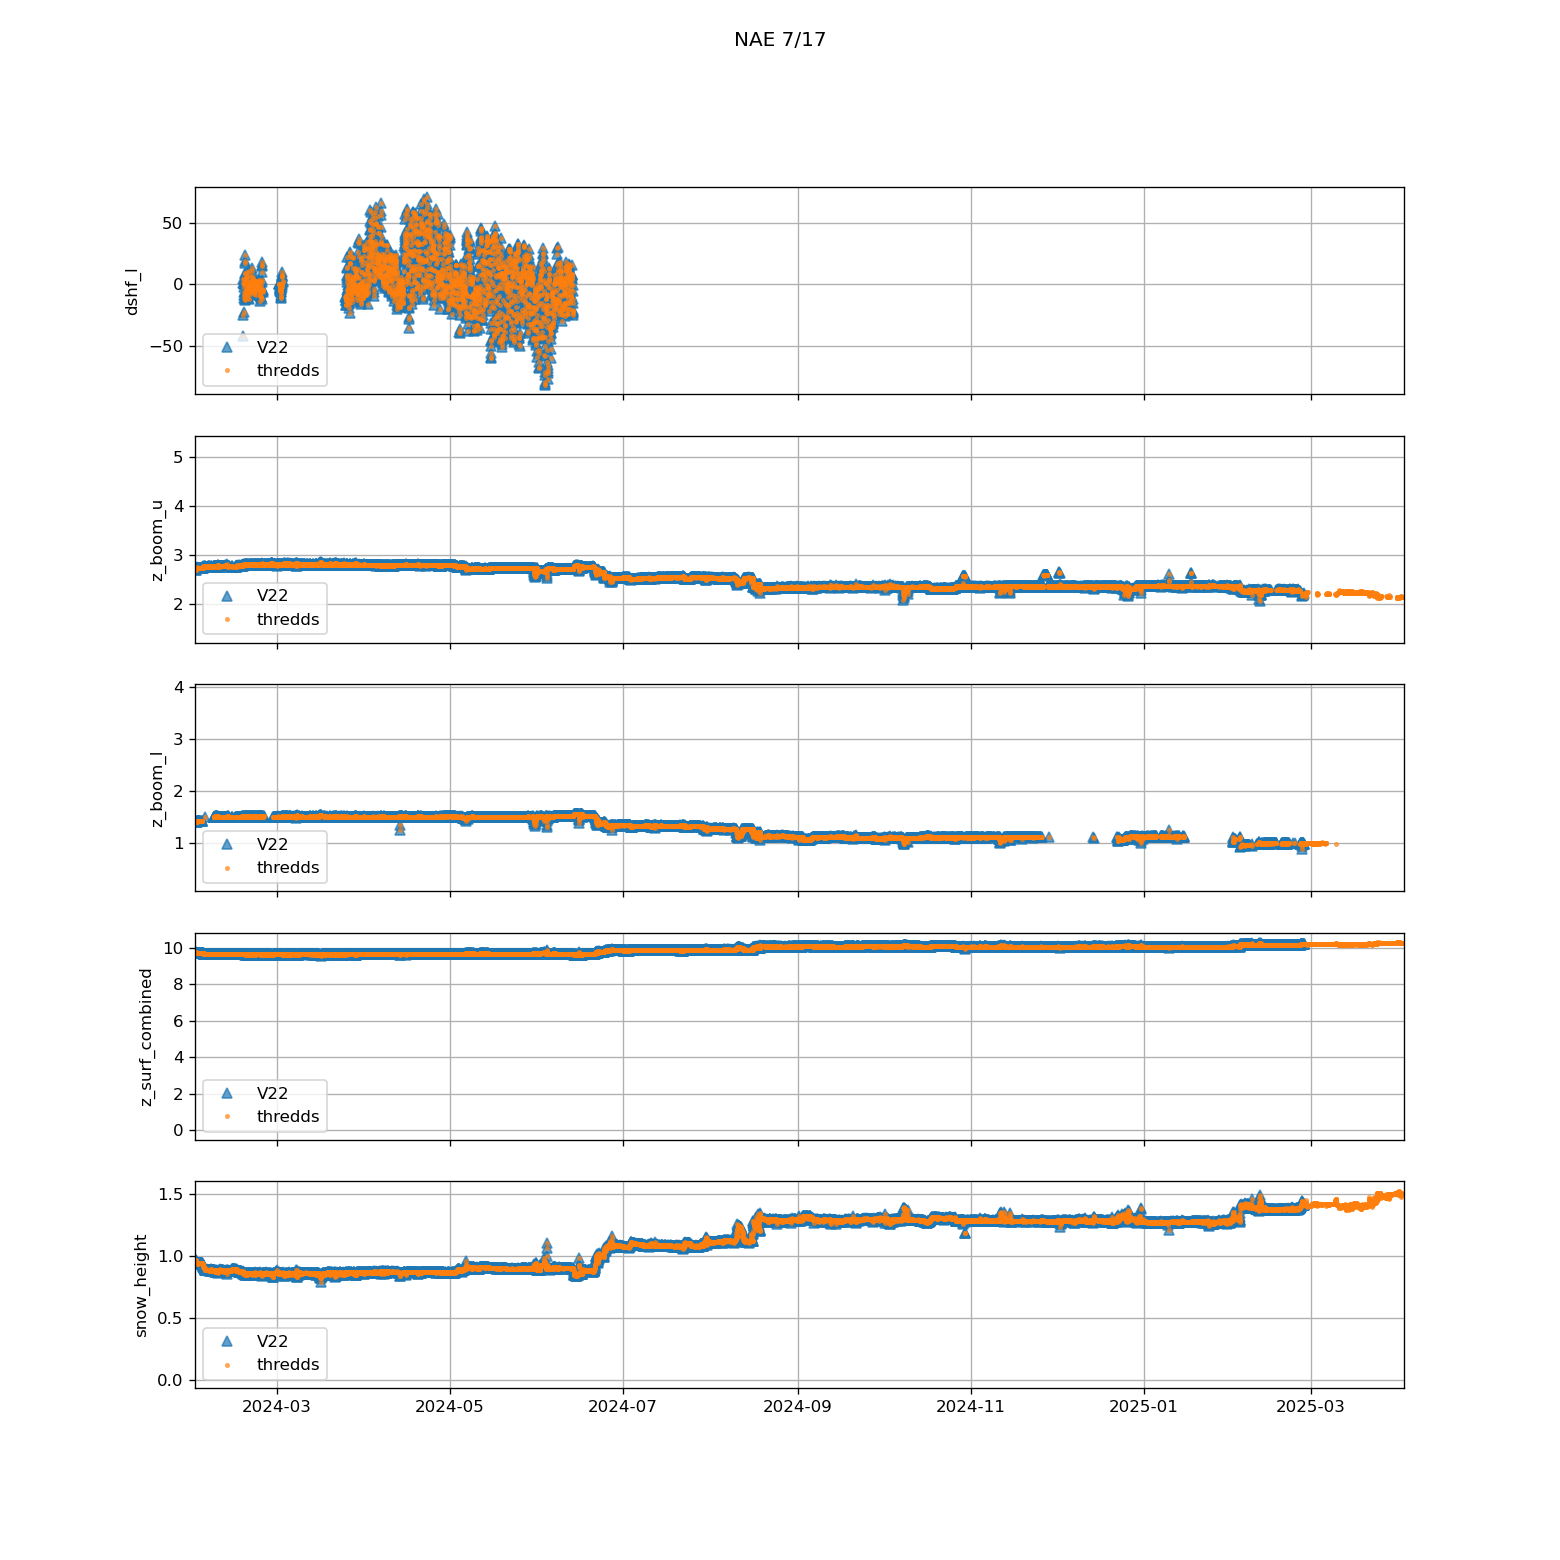 NAE 7/17
dshf_l
50
0
−50
V22
thredds
z_boom_u
5
4
3
2
V22
thredds
z_boom_l
4
3
2
1
V22
thredds
z_surf_combined
10
8
6
4
2
0
V22
thredds
snow_height
1.5
1.0
0.5
0.0
V22
thredds
2024-03 2024-05 2024-07 2024-09 2024-11 2025-01 2025-03